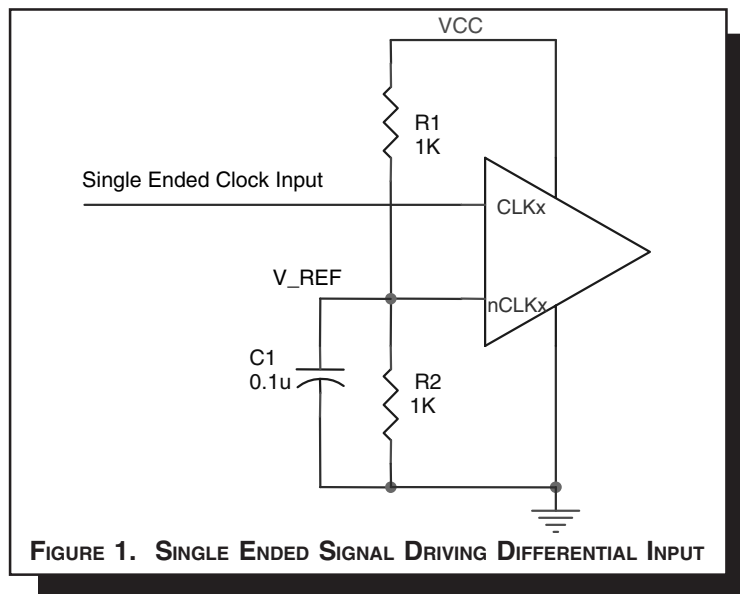 VCC
R1
1K
Single Ended Clock Input
CLKx
V_REF
nCLKx
C1
0.1u
R2
1K
FIGURE 1. SINGLE ENDED SIGNAL DRIVING DIFFERENTIAL INPUT